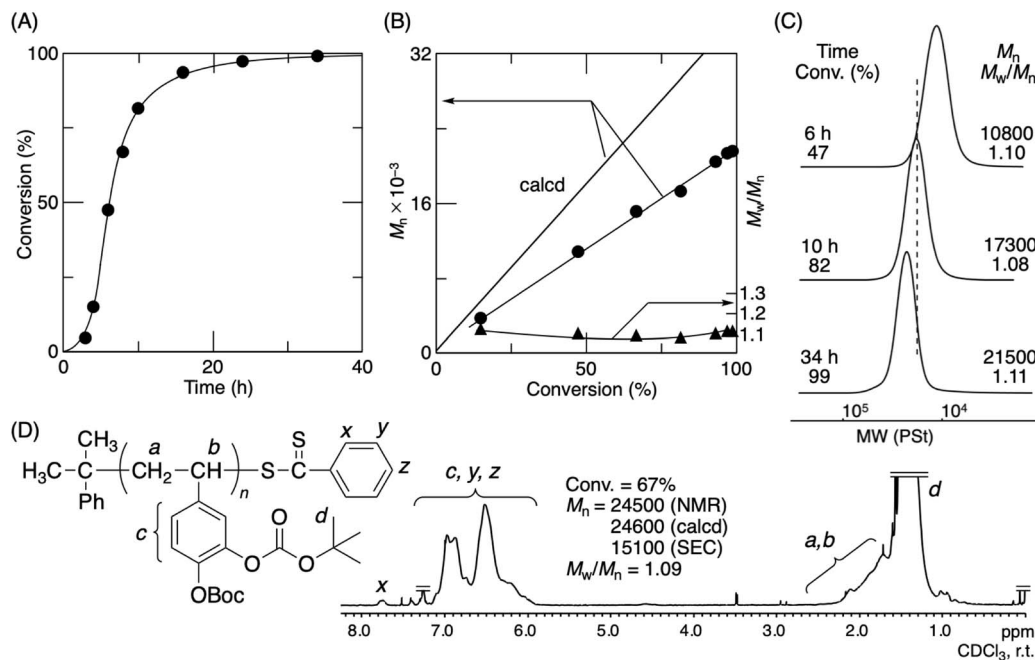 (A)
100
50
0
Conversion (%)
0
20
40
Time (h)
(B)
32
16
0
Mn × 10−3
calcd
1.3
1.2
1.1
Mw/Mn
0
50
100
Conversion (%)
(C)
Time
Conv. (%)
Mn
Mw/Mn
6 h
47
10800
1.10
10 h
82
17300
1.08
34 h
99
21500
1.11
10⁵
10⁴
MW (PSt)
(D)
CH3
H3C
C
Ph
a
CH2
b
CH
n
S
C
S
x
y
z
c
O
O
O
d
OBoc
x
c, y, z
Conv. = 67%
Mn = 24500 (NMR)
24600 (calcd)
15100 (SEC)
Mw/Mn = 1.09
a,b
d
8.0 7.0 6.0 5.0 4.0 3.0 2.0 1.0 ppm
CDCl3, r.t.